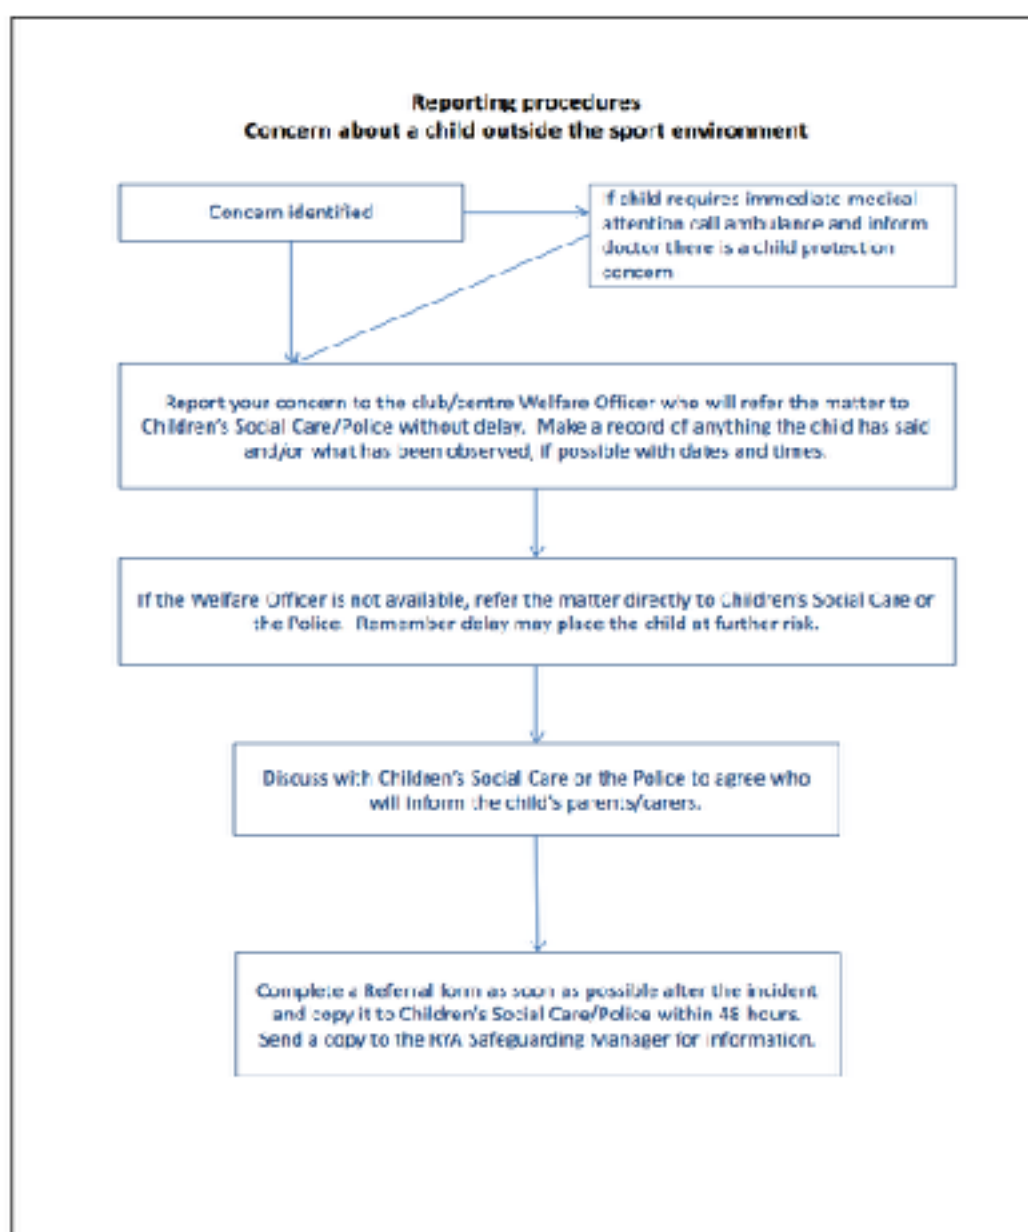 Reporting procedures
Concern about a child outside the sport environment
Concern identified
If child requires immediate medical
attention call ambulance and inform
doctor there is a child protection
concern
Report your concern to the club/centre Welfare Officer who will refer the matter to
Children's Social Care/Police without delay. Make a record of anything the child has said
and/or what has been observed, if possible with dates and times.
If the Welfare Officer is not available, refer the matter directly to Children's Social Care or
the Police. Remember delay may place the child at further risk.
Discuss with Children's Social Care or the Police to agree who
will inform the child's parents/carers.
Complete a Referral form as soon as possible after the incident
and copy it to Children's Social Care/Police within 48 hours.
Send a copy to the RYA Safeguarding Manager for information.